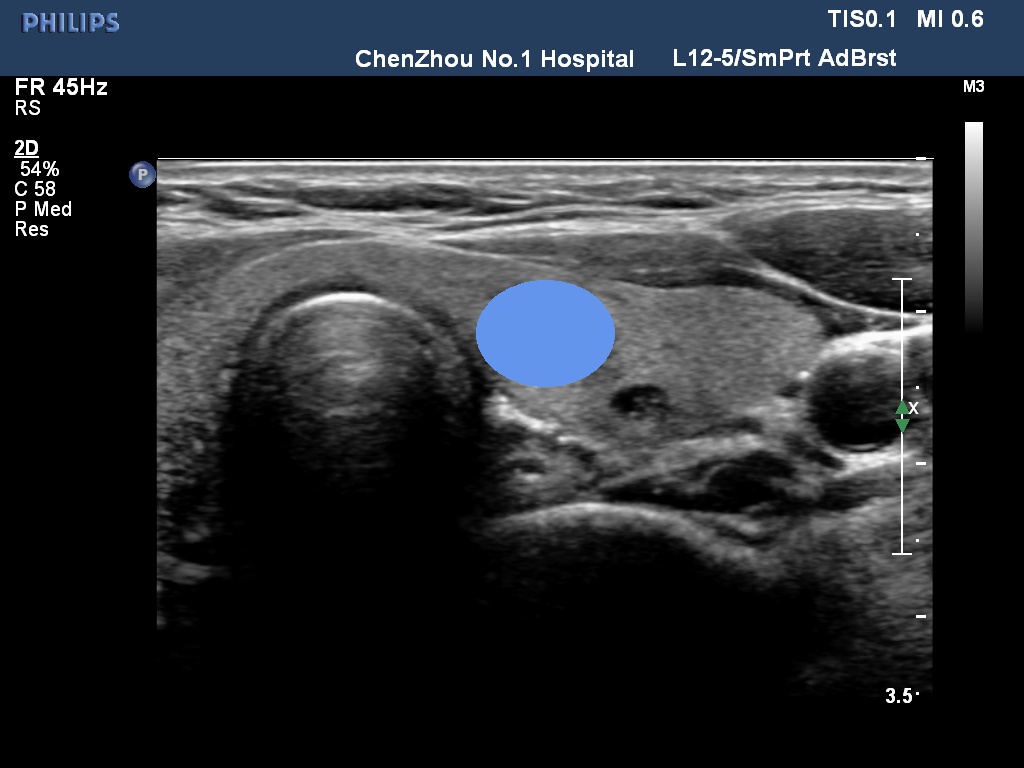 PHILIPS
TIS0.1 MI 0.6
ChenZhou No.1 Hospital L12-5/SmPrt AdBrst
FR 45Hz
RS
M3
2D
54%
C 58
P Med
Res
P
X
3.5